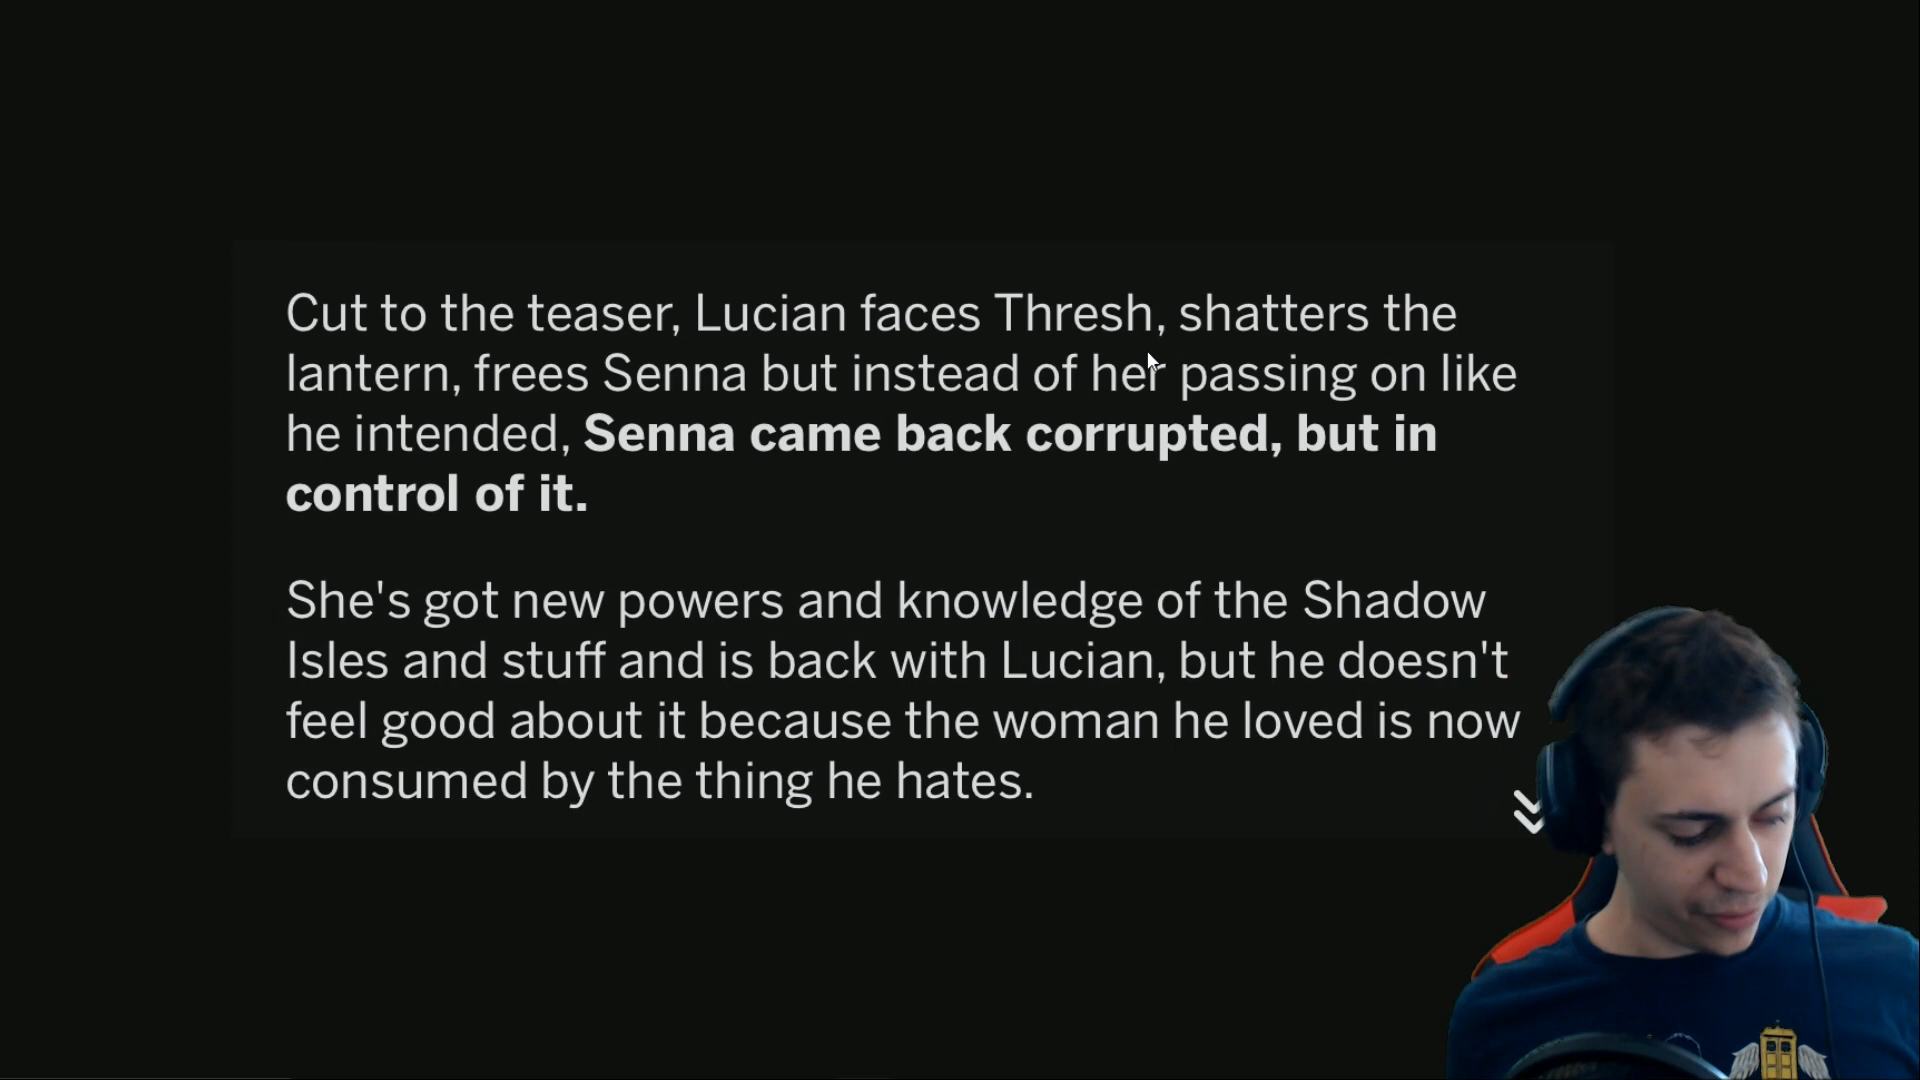 Cut to the teaser, Lucian faces Thresh, shatters the
lantern, frees Senna but instead of her passing on like
he intended, Senna came back corrupted, but in
control of it.
She's got new powers and knowledge of the Shadow
Isles and stuff and is back with Lucian, but he doesn't
feel good about it because the woman he loved is now
consumed by the thing he hates.